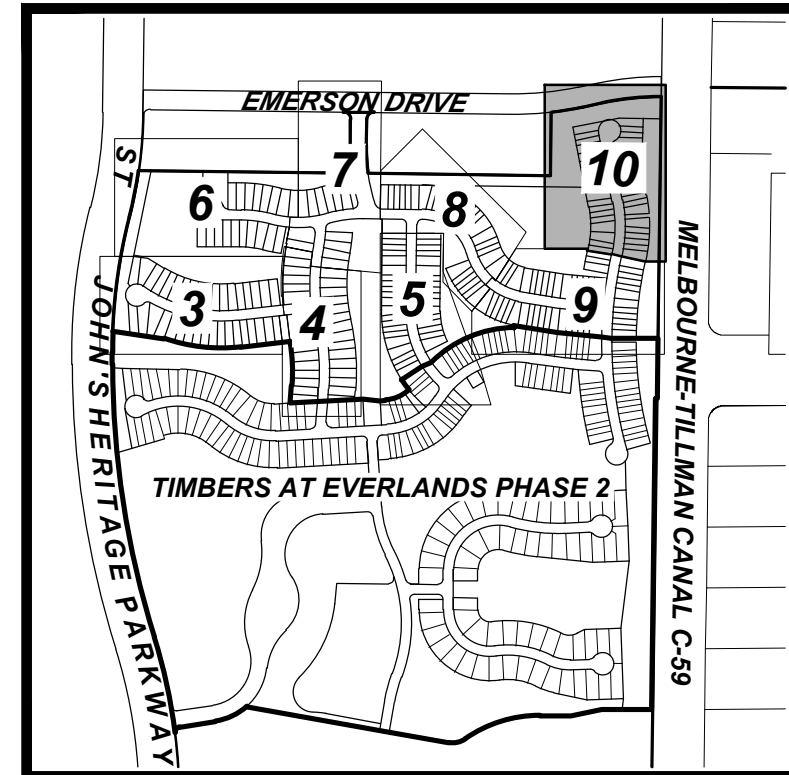 EMERSON DRIVE
ST
JOHN'S HERITAGE PARKWAY
7
10
6
8
3
4
5
9
MELBOURNE-TILLMAN CANAL C-59
TIMBERS AT EVERLANDS PHASE 2